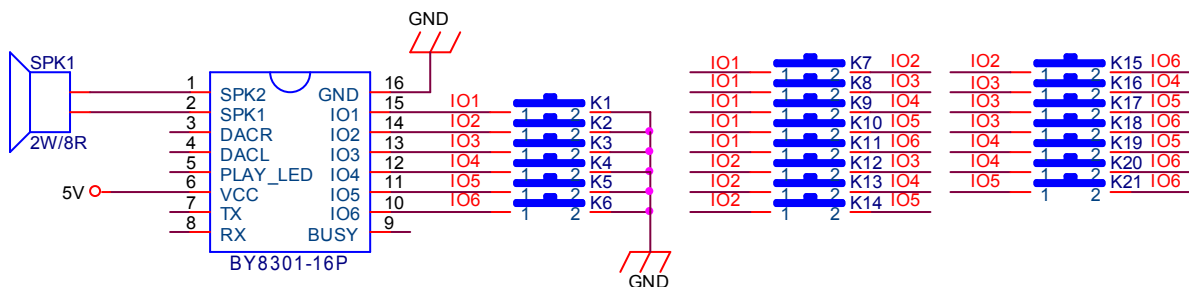 GND
SPK1
2W/8R
5V
1 SPK2 GND 16
2 SPK1 IO1 15
3 DACR IO2 14
4 DACL IO3 13
5 PLAY_LED IO4 12
6 VCC IO5 11
7 TX IO6 10
8 RX BUSY 9
BY8301-16P
IO1 1 2 K1
IO2 1 2 K2
IO3 1 2 K3
IO4 1 2 K4
IO5 1 2 K5
IO6 1 2 K6
GND
IO1 1 2 K7 IO2
IO1 1 2 K8 IO3
IO1 1 2 K9 IO4
IO1 1 2 K10 IO5
IO1 1 2 K11 IO6
IO2 1 2 K12 IO3
IO2 1 2 K13 IO4
IO2 1 2 K14 IO5
IO2 1 2 K15 IO6
IO3 1 2 K16 IO4
IO3 1 2 K17 IO5
IO3 1 2 K18 IO6
IO4 1 2 K19 IO5
IO4 1 2 K20 IO6
IO5 1 2 K21 IO6